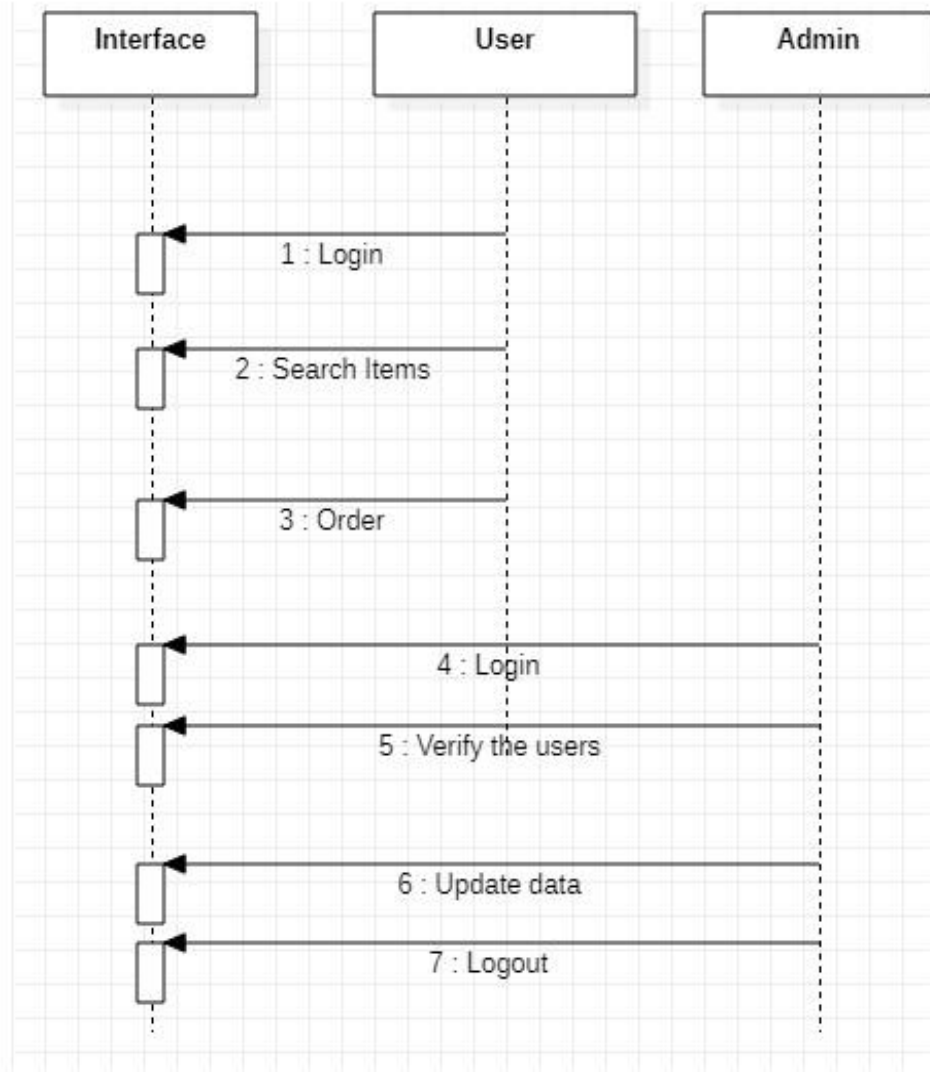 Interface
User
Admin
1 : Login
2 : Search Items
3 : Order
4 : Login
5 : Verify the users
6 : Update data
7 : Logout